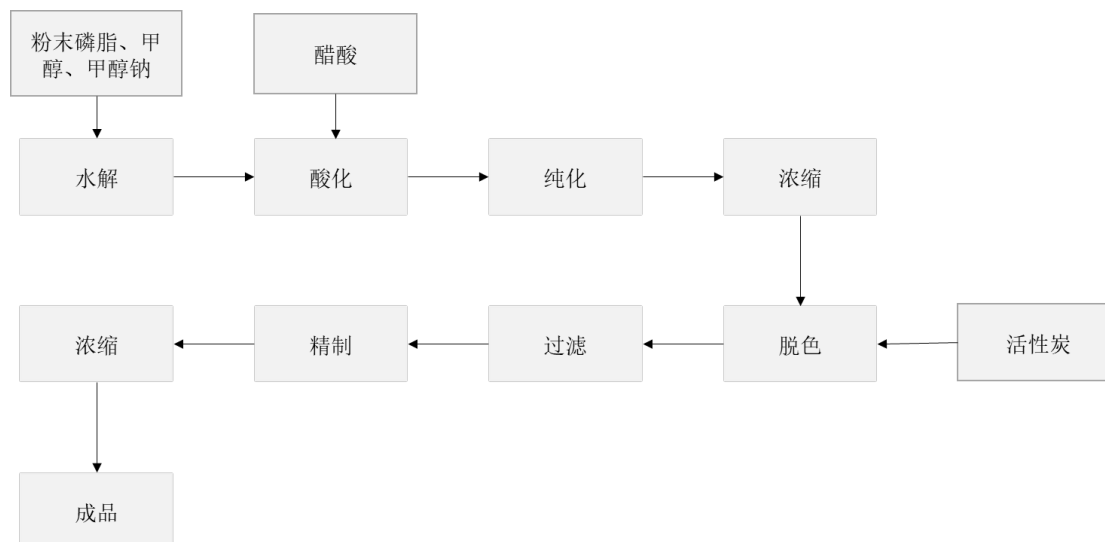 粉末磷脂、甲
醇、甲醇钠
醋酸
水解
酸化
纯化
浓缩
浓缩
精制
过滤
脱色
活性炭
成品